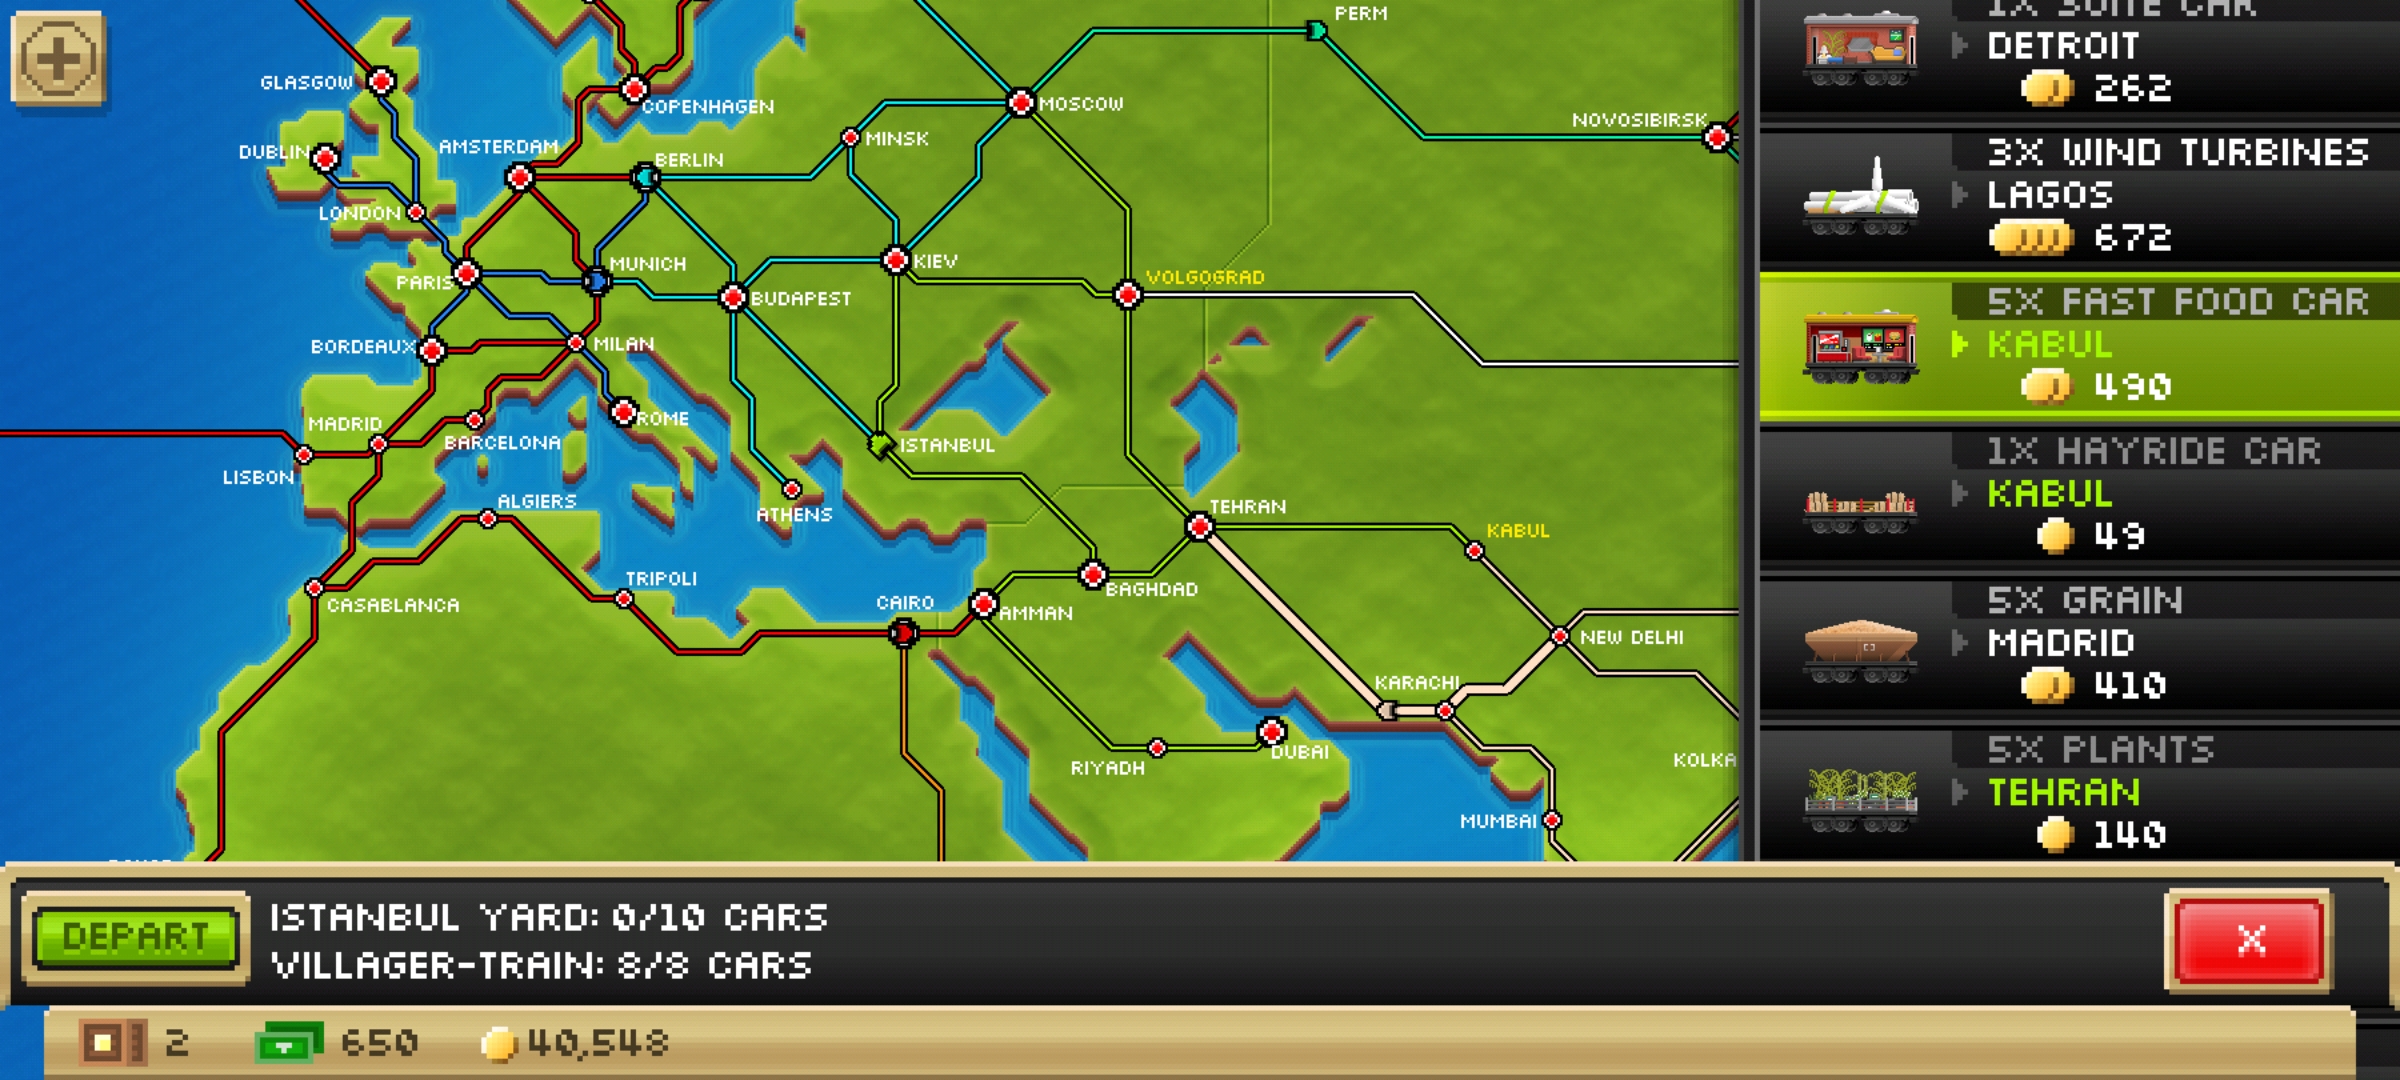 PERM
GLASGOW
COPENHAGEN
MOSCOW
NOVOSIBIRSK
DUBLIN
AMSTERDAM
BERLIN
MINSK
LONDON
PARIS
MUNICH
BUDAPEST
KIEV
VOLGOGRAD
BORDEAUX
MILAN
MADRID
BARCELONA
ROME
ISTANBUL
LISBON
ALGIERS
ATHENS
TEHRAN
KABUL
CASABLANCA
TRIPOLI
CAIRO
AMMAN
BAGHDAD
NEW DELHI
KARACHI
RIYADH
DUBAI
KOLKA
MUMBAI
1X SUITE CAR
DETROIT
262
3X WIND TURBINES
LAGOS
672
5X FAST FOOD CAR
KABUL
490
1X HAYRIDE CAR
KABUL
49
5X GRAIN
MADRID
410
5X PLANTS
TEHRAN
140
DEPART
ISTANBUL YARD: 0/10 CARS
VILLAGER-TRAIN: 8/8 CARS
X
2
650
40,548